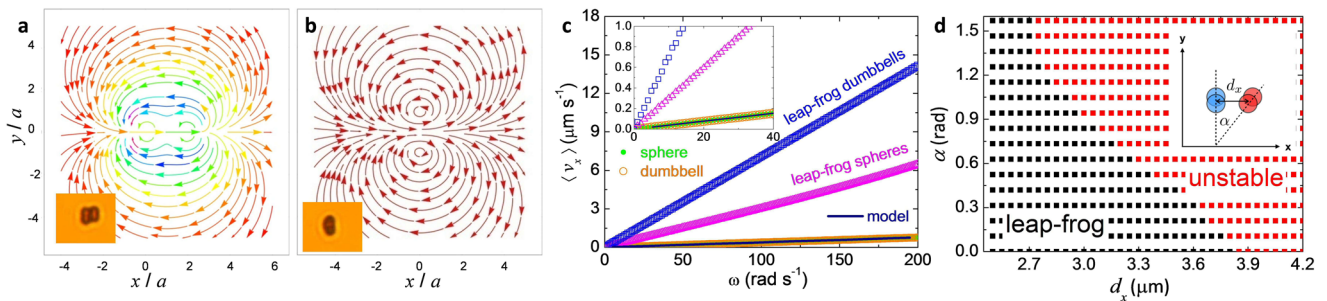 a
y / a
4
2
0
-2
-4
-4 -2 0 2 4 6
x / a
b
-4 -2 0 2 4
x / a
c
⟨ v_x ⟩ (μm s⁻¹)
18
15
12
9
6
3
0
1.0
0.8
0.6
0.4
0.2
0.0
0 20 40
leap-frog dumbbells
sphere
dumbbell
leap-frog spheres
model
0 50 100 150 200
ω (rad s⁻¹)
d
α (rad)
1.5
1.2
0.9
0.6
0.3
0.0
y
d_x
α
x
unstable
leap-frog
2.7 3.0 3.3 3.6 3.9 4.2
d_x (μm)